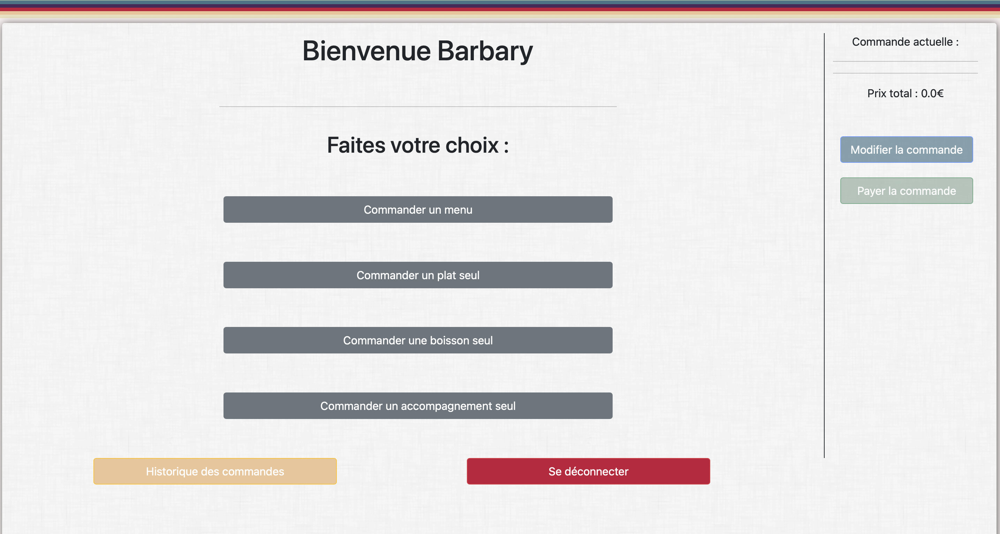 Bienvenue Barbary
Faites votre choix :
Commander un menu
Commander un plat seul
Commander une boisson seul
Commander un accompagnement seul
Historique des commandes
Se déconnecter
Commande actuelle :
Prix total : 0.0€
Modifier la commande
Payer la commande